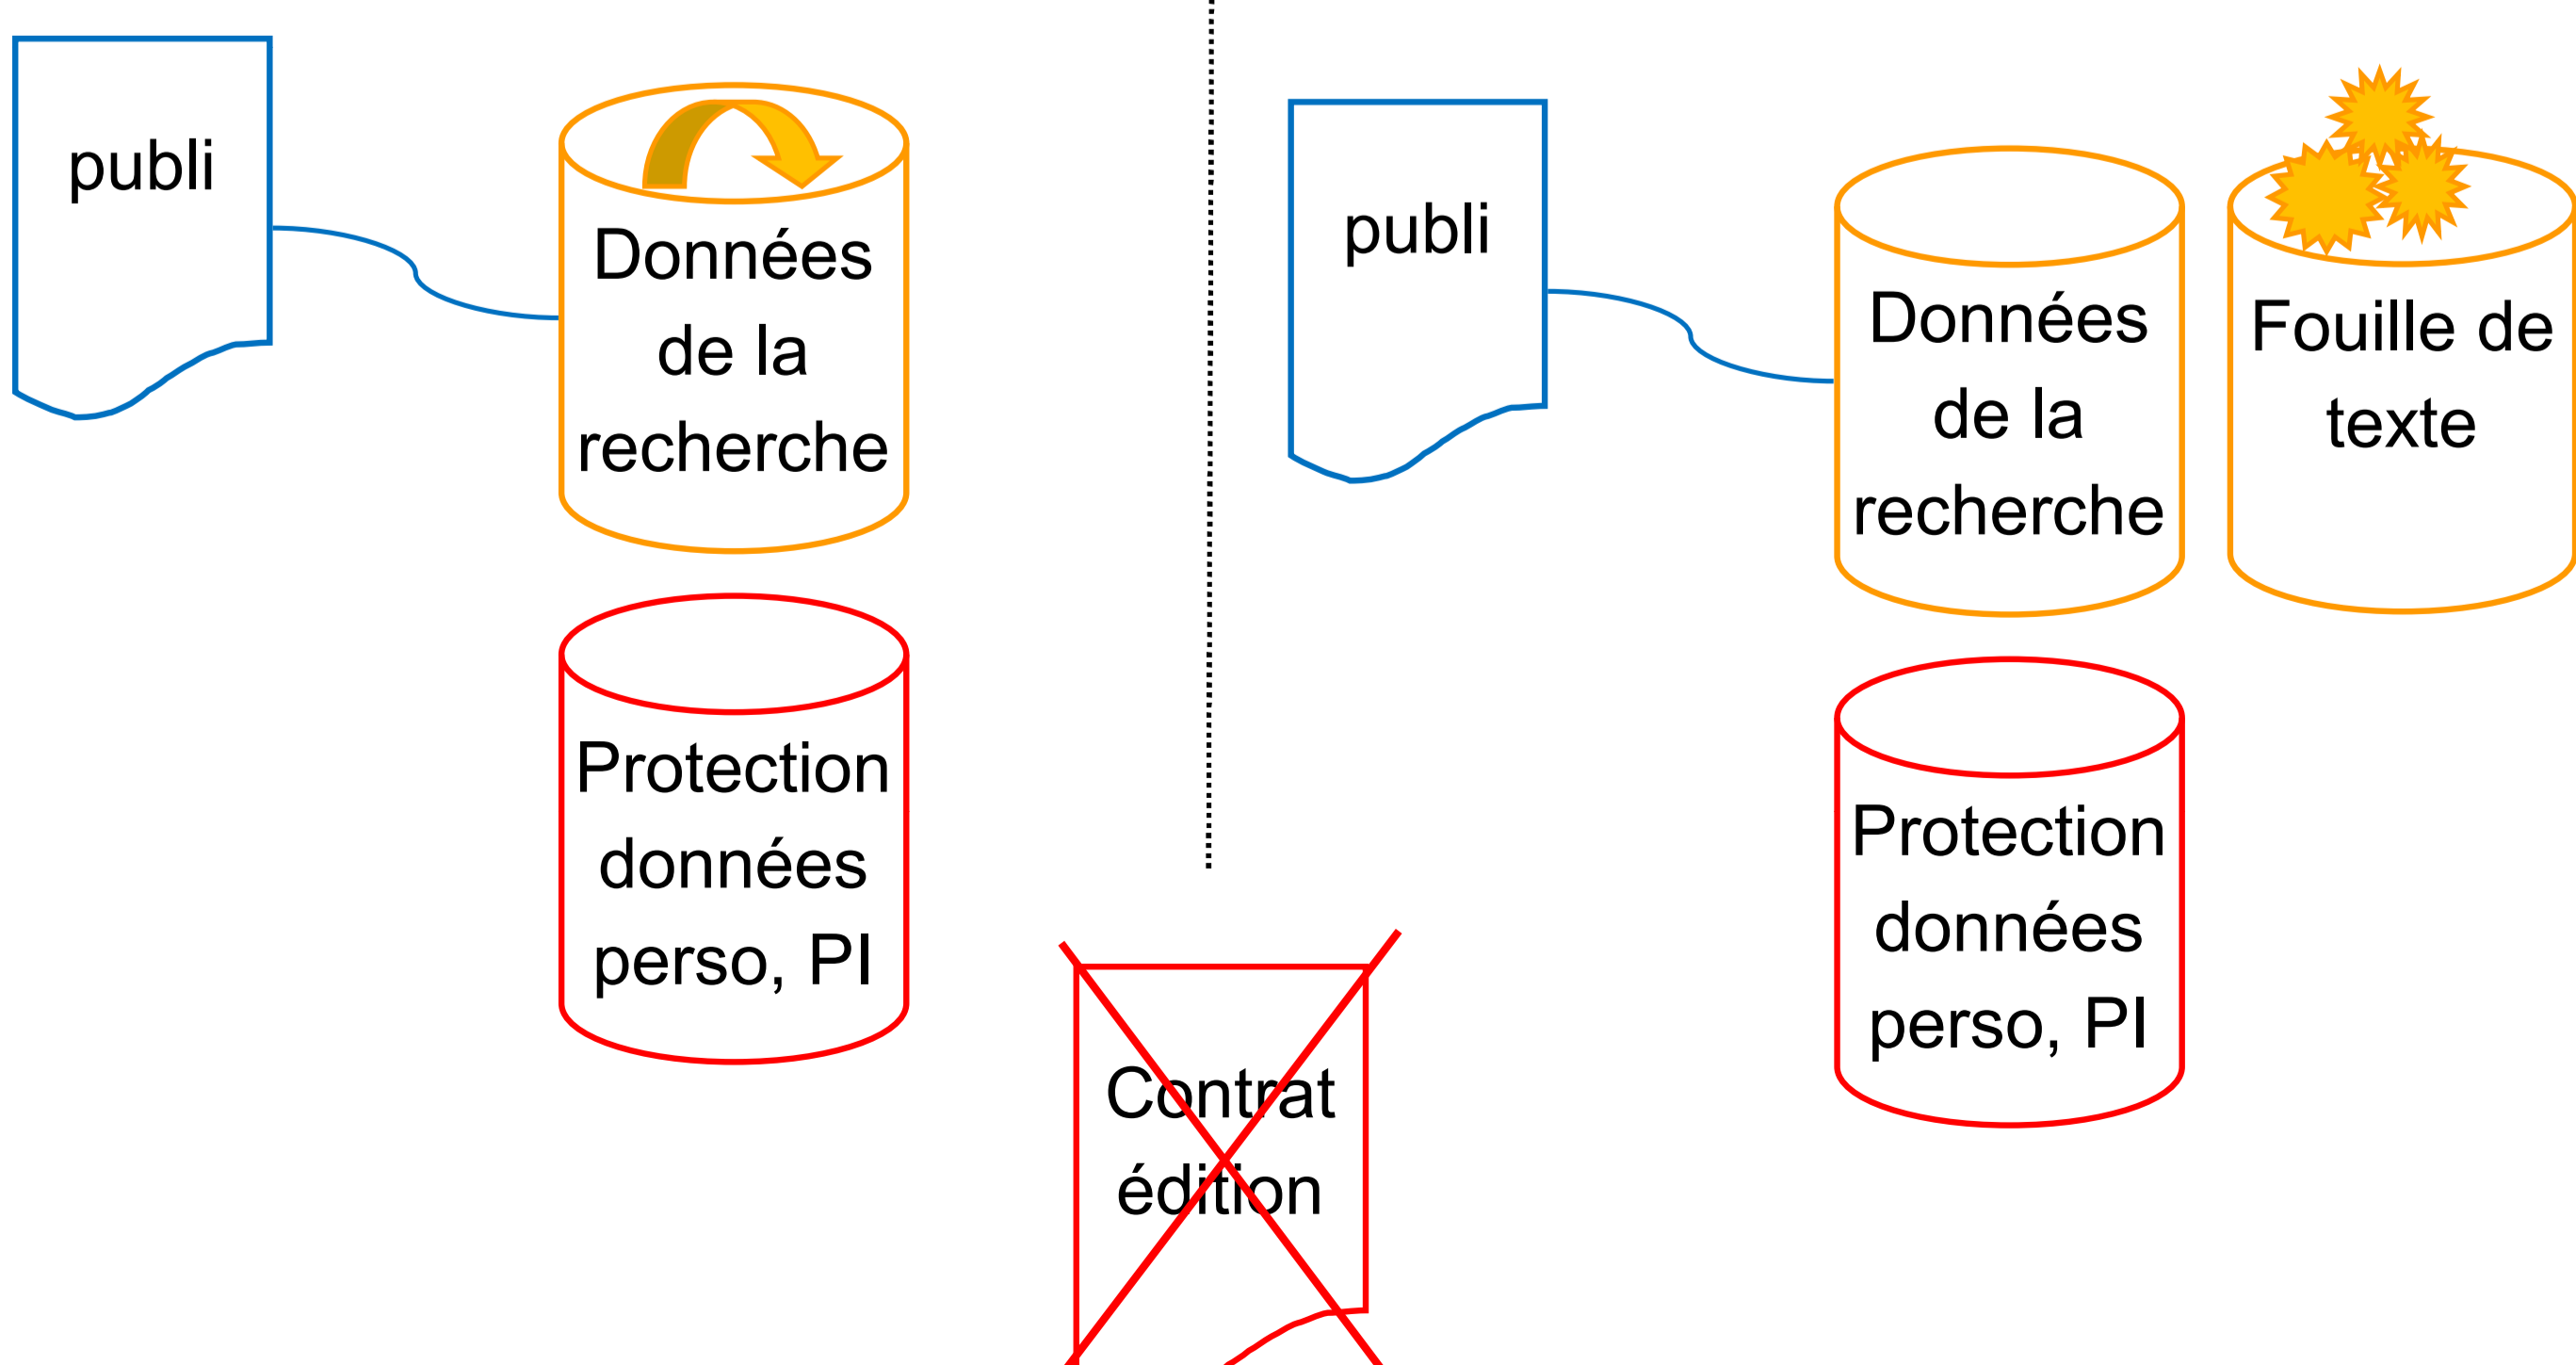 publi
Données
de la
recherche
Protection
données
perso, PI
publi
Données
de la
recherche
Fouille de
texte
Protection
données
perso, PI
Contrat
édition